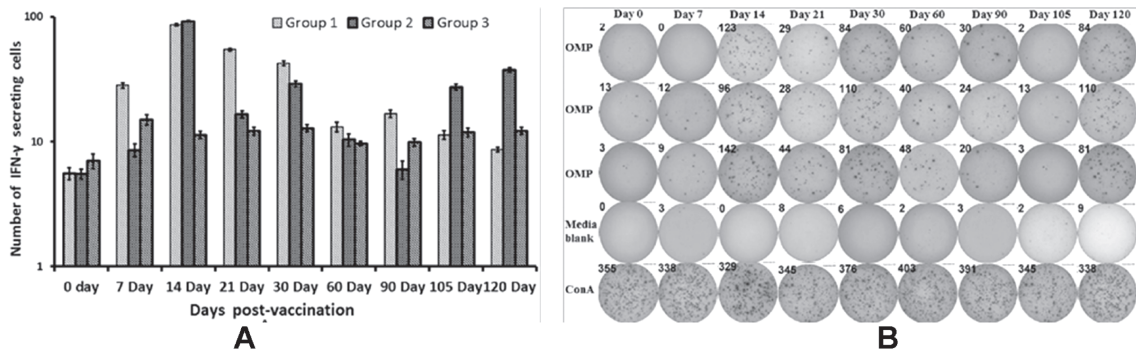 Number of IFN-γ secreting cells
100
10
1
Group 1 Group 2 Group 3
0 day 7 Day 14 Day 21 Day 30 Day 60 Day 90 Day 105 Day 120 Day
Days post-vaccination
A
Day 0 Day 7 Day 14 Day 21 Day 30 Day 60 Day 90 Day 105 Day 120
OMP 2 0 123 29 84 60 30 2 84
OMP 13 12 96 28 110 40 24 13 110
OMP 3 9 142 44 81 48 20 3 81
Media blank 0 3 0 8 6 2 3 2 9
ConA 355 338 329 345 376 403 391 345 338
B